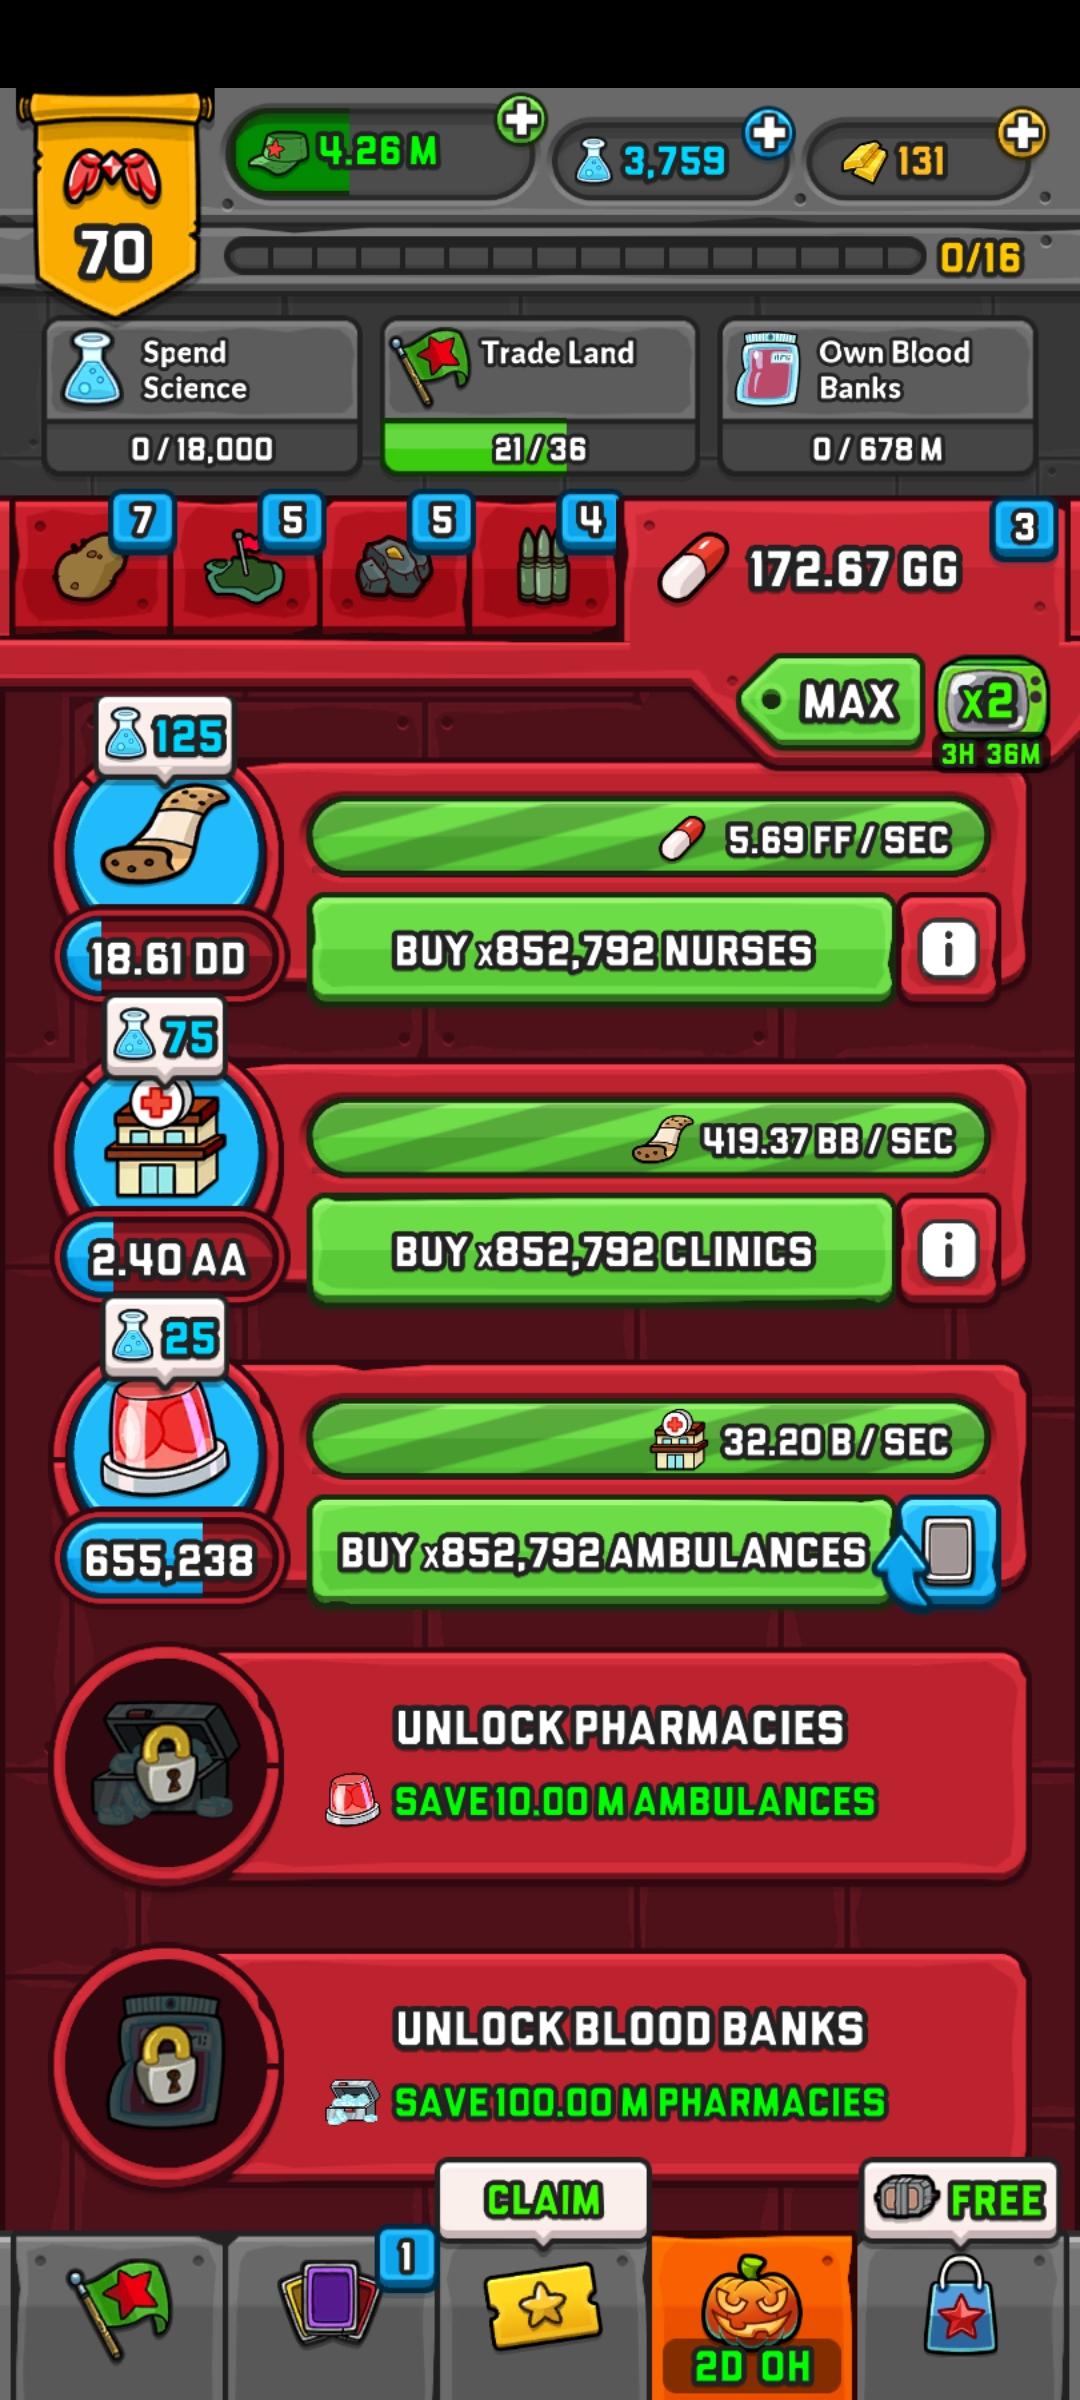 4.26 M
3,759
131
70
0/16
Spend
Science
Trade Land
Own Blood
Banks
0 / 18,000
21 / 36
0 / 678 M
7
5
5
4
3
172.67 GG
MAX
x2
3H 36M
125
5.69 FF / SEC
BUY x852,792 NURSES
i
18.61 DD
75
419.37 BB / SEC
BUY x852,792 CLINICS
i
2.40 AA
25
32.20 B / SEC
BUY x852,792 AMBULANCES
655,238
UNLOCK PHARMACIES
SAVE 10.00 M AMBULANCES
UNLOCK BLOOD BANKS
SAVE 100.00 M PHARMACIES
CLAIM
FREE
1
2D 0H